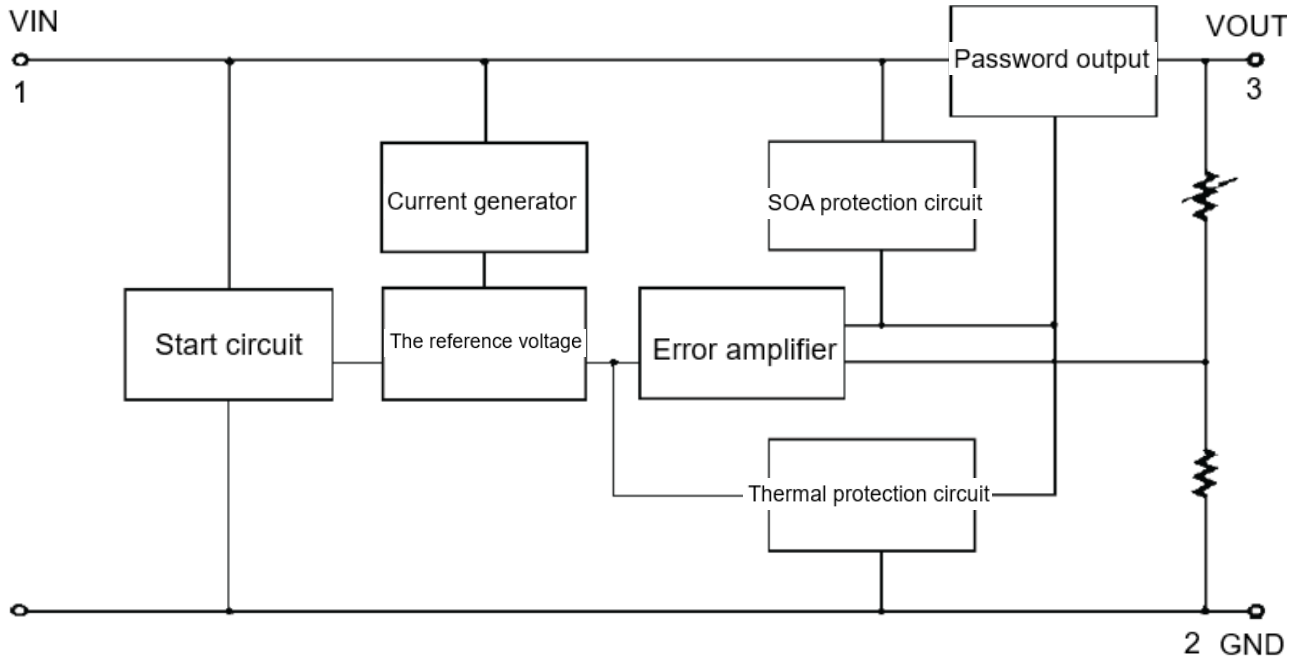 VIN
VOUT
1
Password output
3
Current generator
SOA protection circuit
Start circuit
The reference voltage
Error amplifier
Thermal protection circuit
2 GND